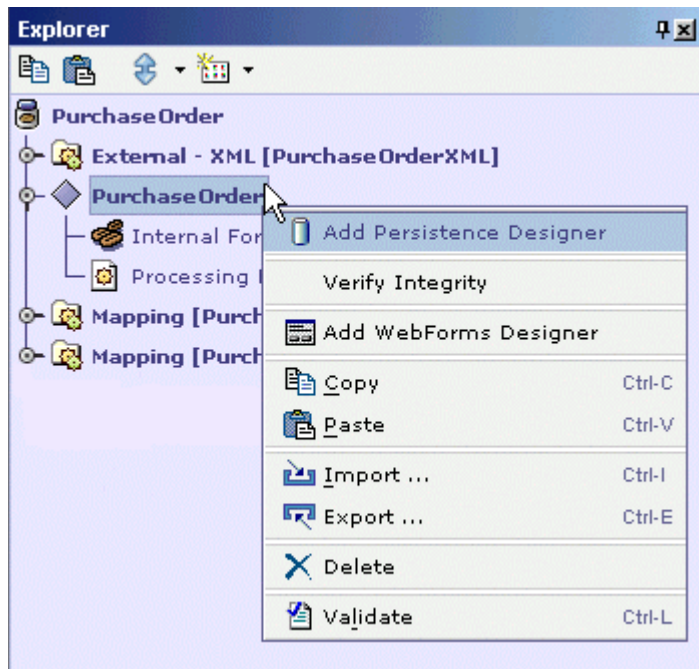 Explorer
PurchaseOrder
External - XML [PurchaseOrderXML]
PurchaseOrder
Add Persistence Designer
Internal For
Processing
Verify Integrity
Mapping [Purch
Add WebForms Designer
Mapping [Purch
Copy Ctrl-C
Paste Ctrl-V
Import ... Ctrl-I
Export ... Ctrl-E
Delete
Validate Ctrl-L